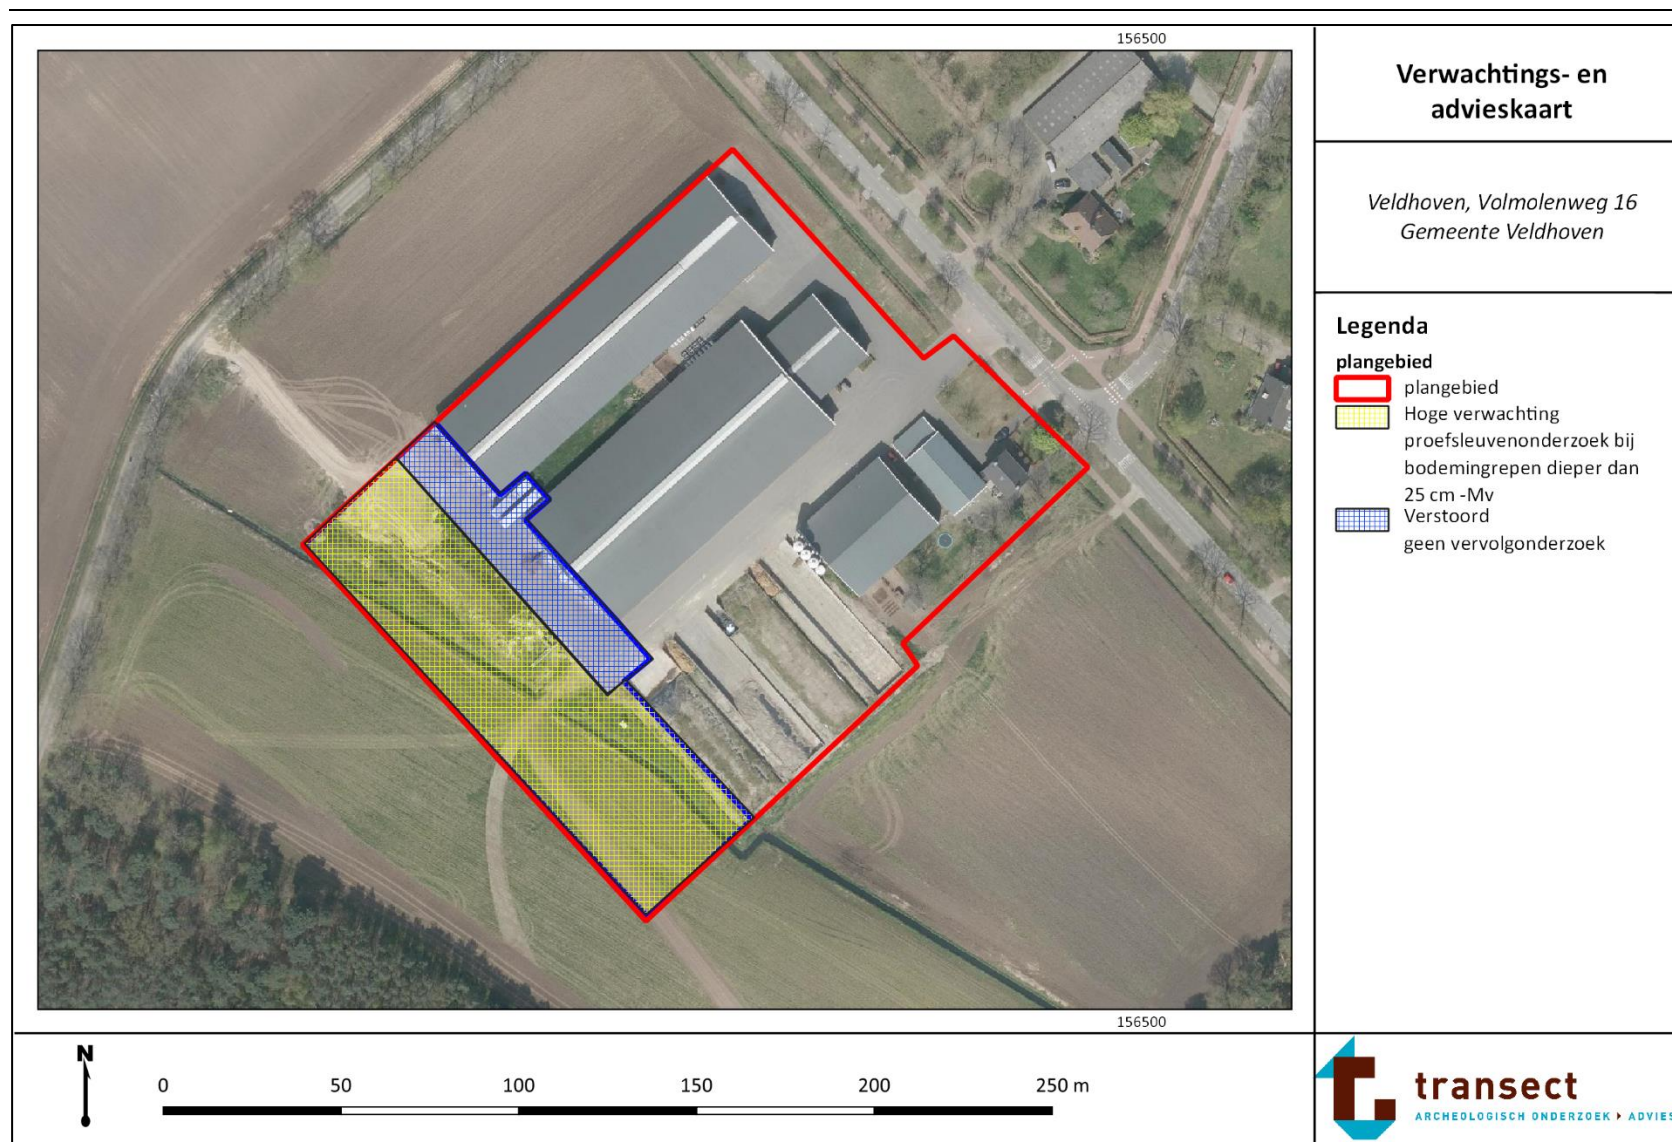 156500
Verwachtings- en
advieskaart
Veldhoven, Volmolenweg 16
Gemeente Veldhoven
Legenda
plangebied
plangebied
Hoge verwachting
proefsleuvenonderzoek bij
bodemingrepen dieper dan
25 cm -Mv
Verstoord
geen vervolgonderzoek
156500
N
0 50 100 150 200 250 m
transect
ARCHEOLOGISCH ONDERZOEK ADVIES